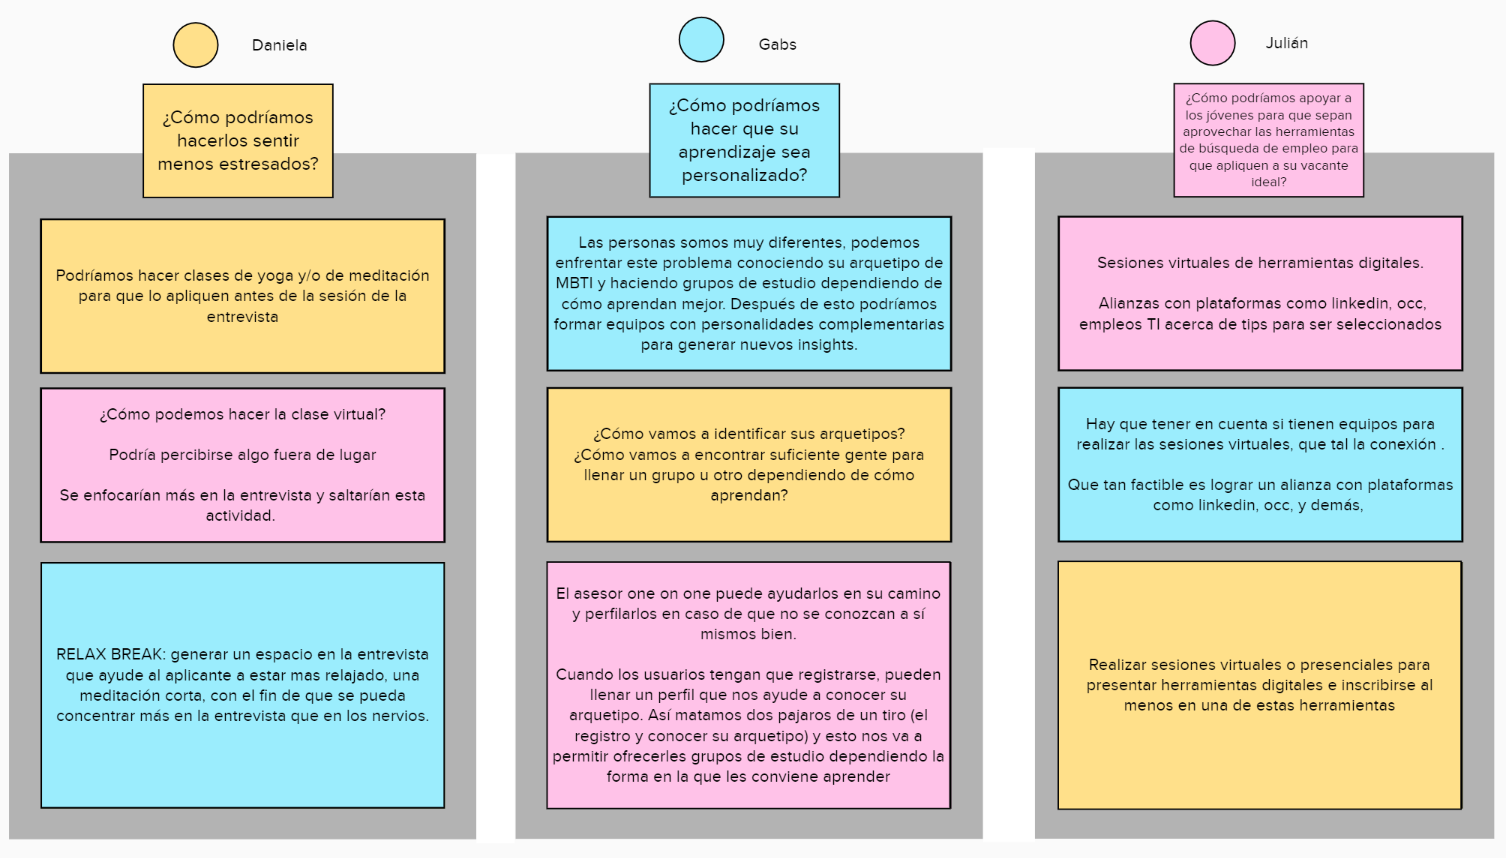 Daniela
¿Cómo podríamos
hacerlos sentir
menos estresados?
Podríamos hacer clases de yoga y/o de meditación
para que lo apliquen antes de la sesión de la
entrevista
¿Cómo podemos hacer la clase virtual?
Podría percibirse algo fuera de lugar
Se enfocarían más en la entrevista y saltarían esta
actividad.
RELAX BREAK: generar un espacio en la entrevista
que ayude al aplicante a estar mas relajado, una
meditación corta, con el fin de que se pueda
concentrar más en la entrevista que en los nervios.
Gabs
¿Cómo podríamos
hacer que su
aprendizaje sea
personalizado?
Las personas somos muy diferentes, podemos
enfrentar este problema conociendo su arquetipo de
MBTI y haciendo grupos de estudio dependiendo de
cómo aprendan mejor. Después de esto podríamos
formar equipos con personalidades complementarias
para generar nuevos insights.
¿Cómo vamos a identificar sus arquetipos?
¿Cómo vamos a encontrar suficiente gente para
llenar un grupo u otro dependiendo de cómo
aprendan?
El asesor one on one puede ayudarlos en su camino
y perfilarlos en caso de que no se conozcan a sí
mismos bien.
Cuando los usuarios tengan que registrarse, pueden
llenar un perfil que nos ayude a conocer su
arquetipo. Así matamos dos pajaros de un tiro (el
registro y conocer su arquetipo) y esto nos va a
permitir ofrecerles grupos de estudio dependiendo la
forma en la que les conviene aprender
Julián
¿Cómo podríamos apoyar a
los jóvenes para que sepan
aprovechar las herramientas
de búsqueda de empleo para
que apliquen a su vacante
ideal?
Sesiones virtuales de herramientas digitales.
Alianzas con plataformas como linkedin, occ,
empleos TI acerca de tips para ser seleccionados
Hay que tener en cuenta si tienen equipos para
realizar las sesiones virtuales, que tal la conexión .
Que tan factible es lograr un alianza con plataformas
como linkedin, occ, y demás,
Realizar sesiones virtuales o presenciales para
presentar herramientas digitales e inscribirse al
menos en una de estas herramientas